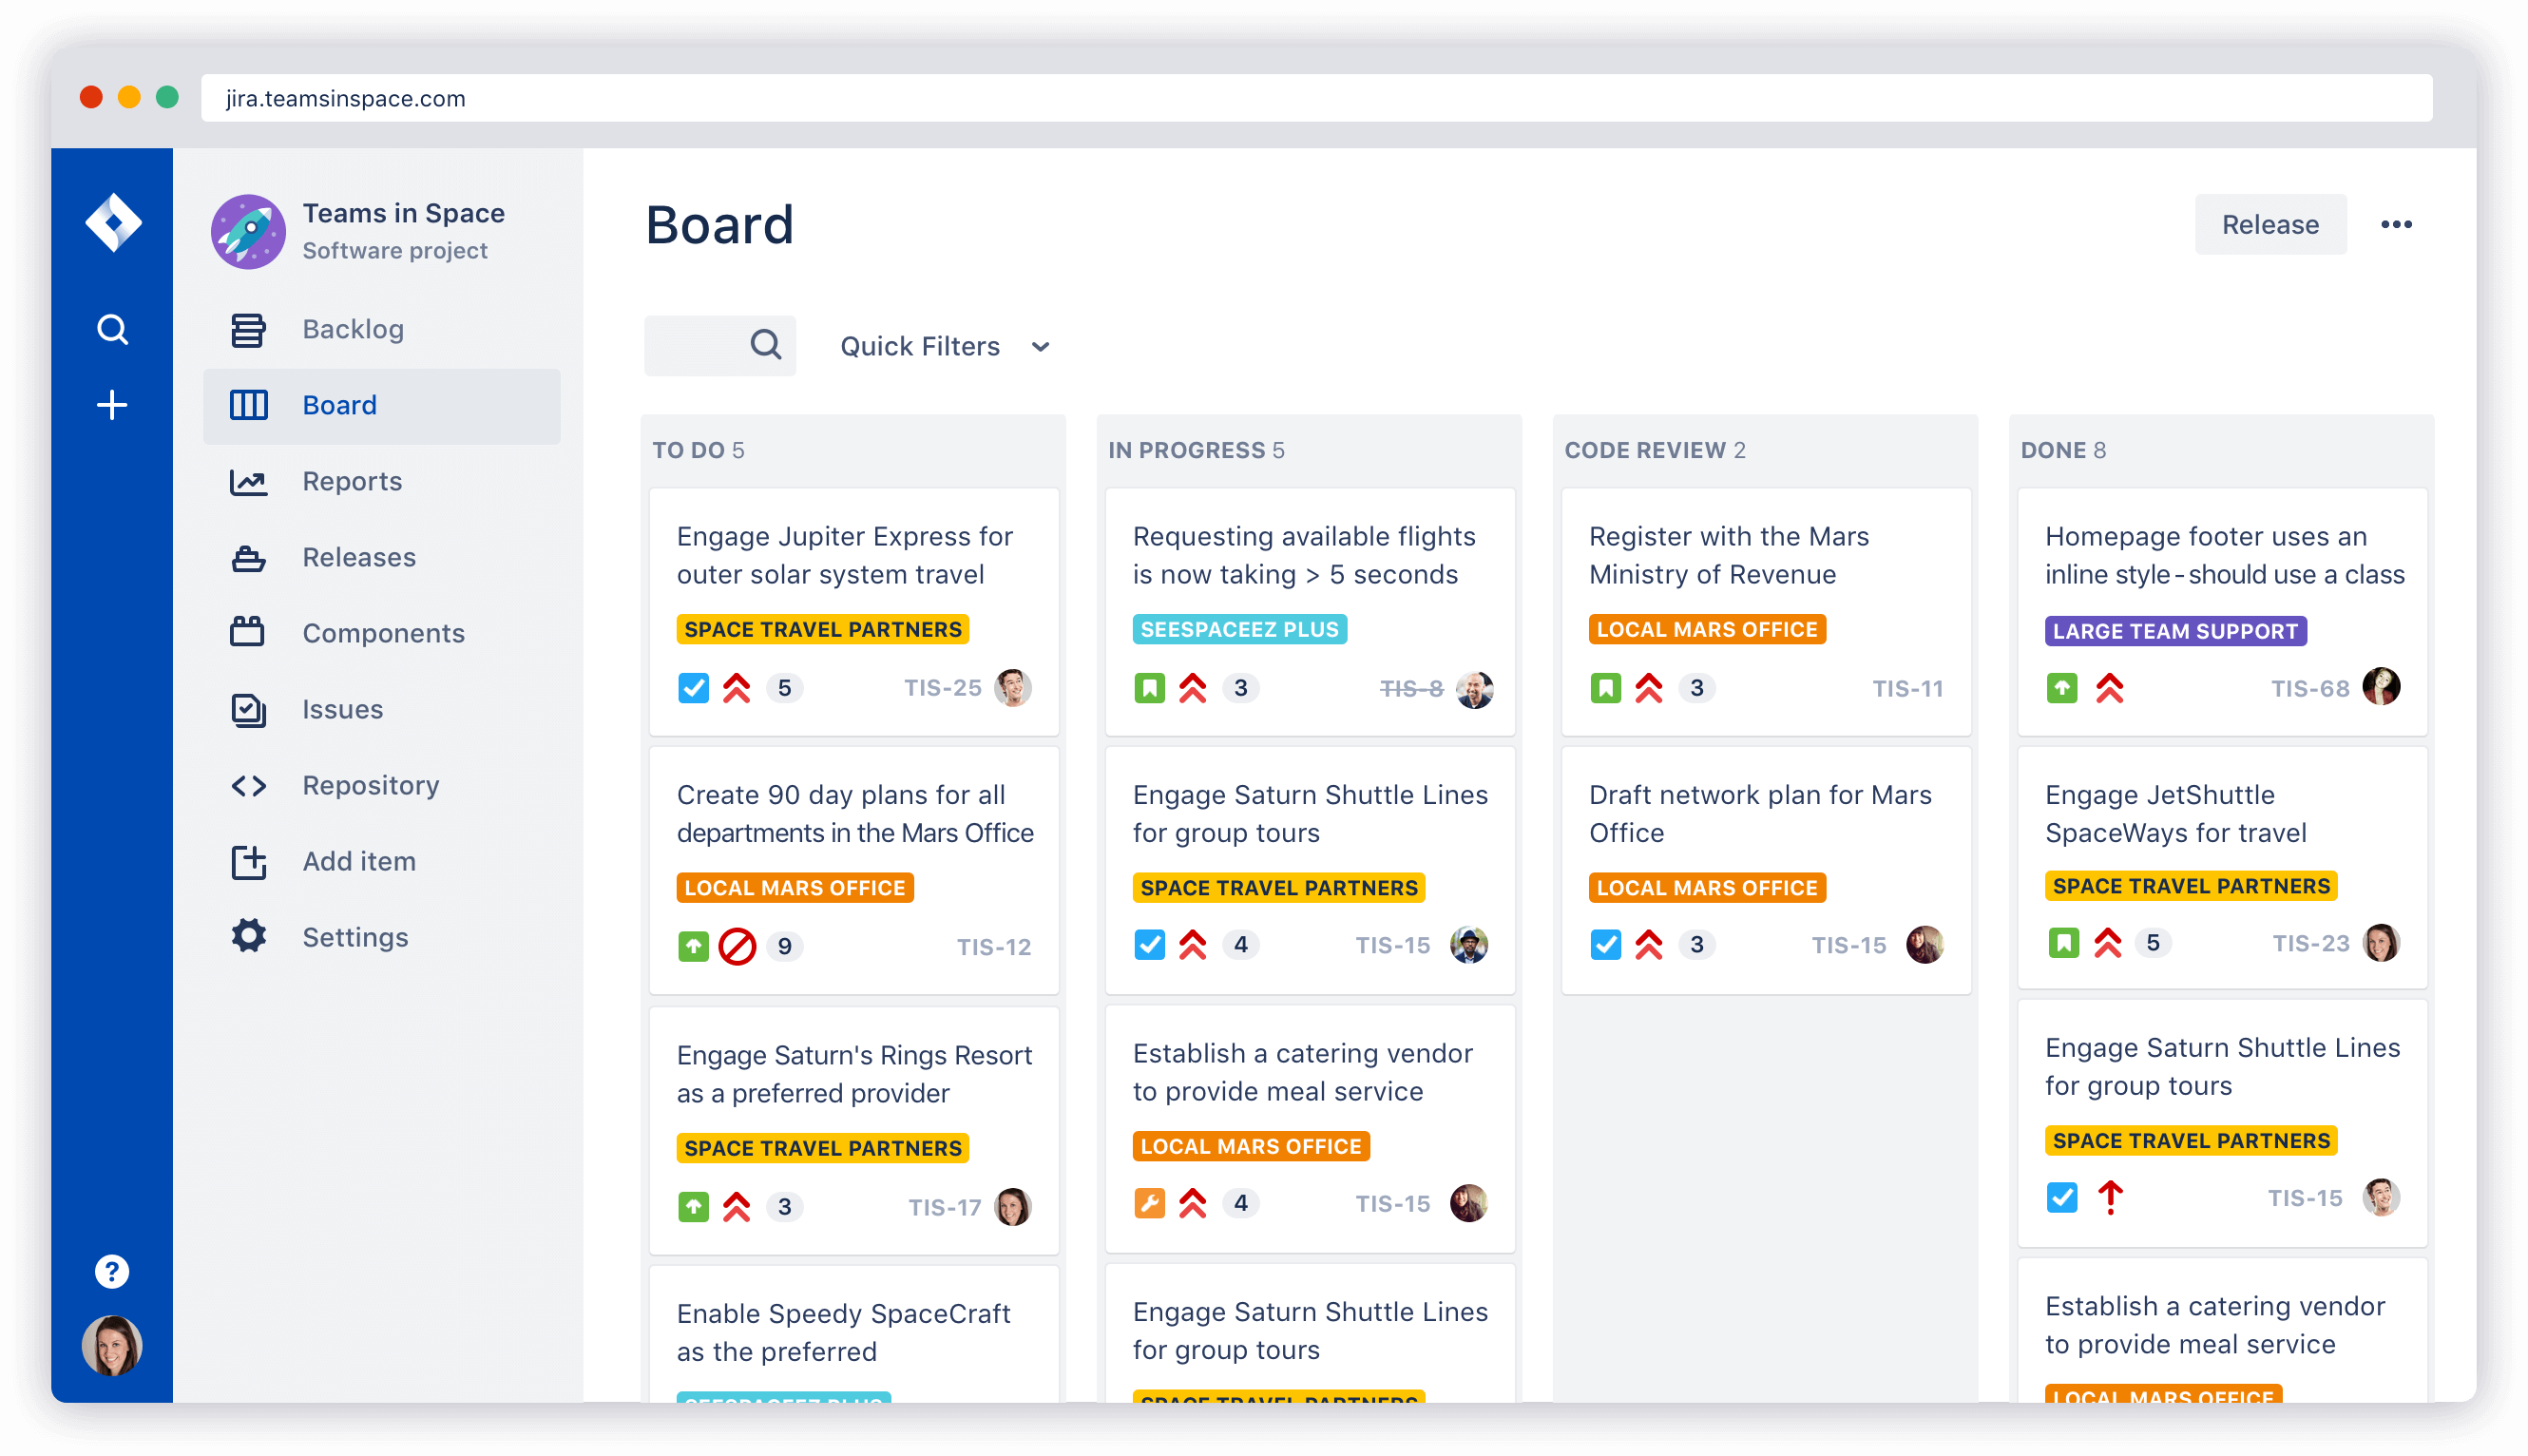 jira.teamsinspace.com
Teams in Space
Software project
Backlog
Board
Reports
Releases
Components
Issues
Repository
Add item
Settings
?
Board
Release
Quick Filters
TO DO 5
Engage Jupiter Express for
outer solar system travel
SPACE TRAVEL PARTNERS
5 TIS-25
Create 90 day plans for all
departments in the Mars Office
LOCAL MARS OFFICE
9 TIS-12
Engage Saturn's Rings Resort
as a preferred provider
SPACE TRAVEL PARTNERS
3 TIS-17
Enable Speedy SpaceCraft
as the preferred
SEESPACEEZ PLUS
IN PROGRESS 5
Requesting available flights
is now taking > 5 seconds
SEESPACEEZ PLUS
3 TIS-8
Engage Saturn Shuttle Lines
for group tours
SPACE TRAVEL PARTNERS
4 TIS-15
Establish a catering vendor
to provide meal service
LOCAL MARS OFFICE
4 TIS-15
Engage Saturn Shuttle Lines
for group tours
SPACE TRAVEL PARTNERS
CODE REVIEW 2
Register with the Mars
Ministry of Revenue
LOCAL MARS OFFICE
3 TIS-11
Draft network plan for Mars
Office
LOCAL MARS OFFICE
3 TIS-15
DONE 8
Homepage footer uses an
inline style-should use a class
LARGE TEAM SUPPORT
TIS-68
Engage JetShuttle
SpaceWays for travel
SPACE TRAVEL PARTNERS
5 TIS-23
Engage Saturn Shuttle Lines
for group tours
SPACE TRAVEL PARTNERS
TIS-15
Establish a catering vendor
to provide meal service
LOCAL MARS OFFICE